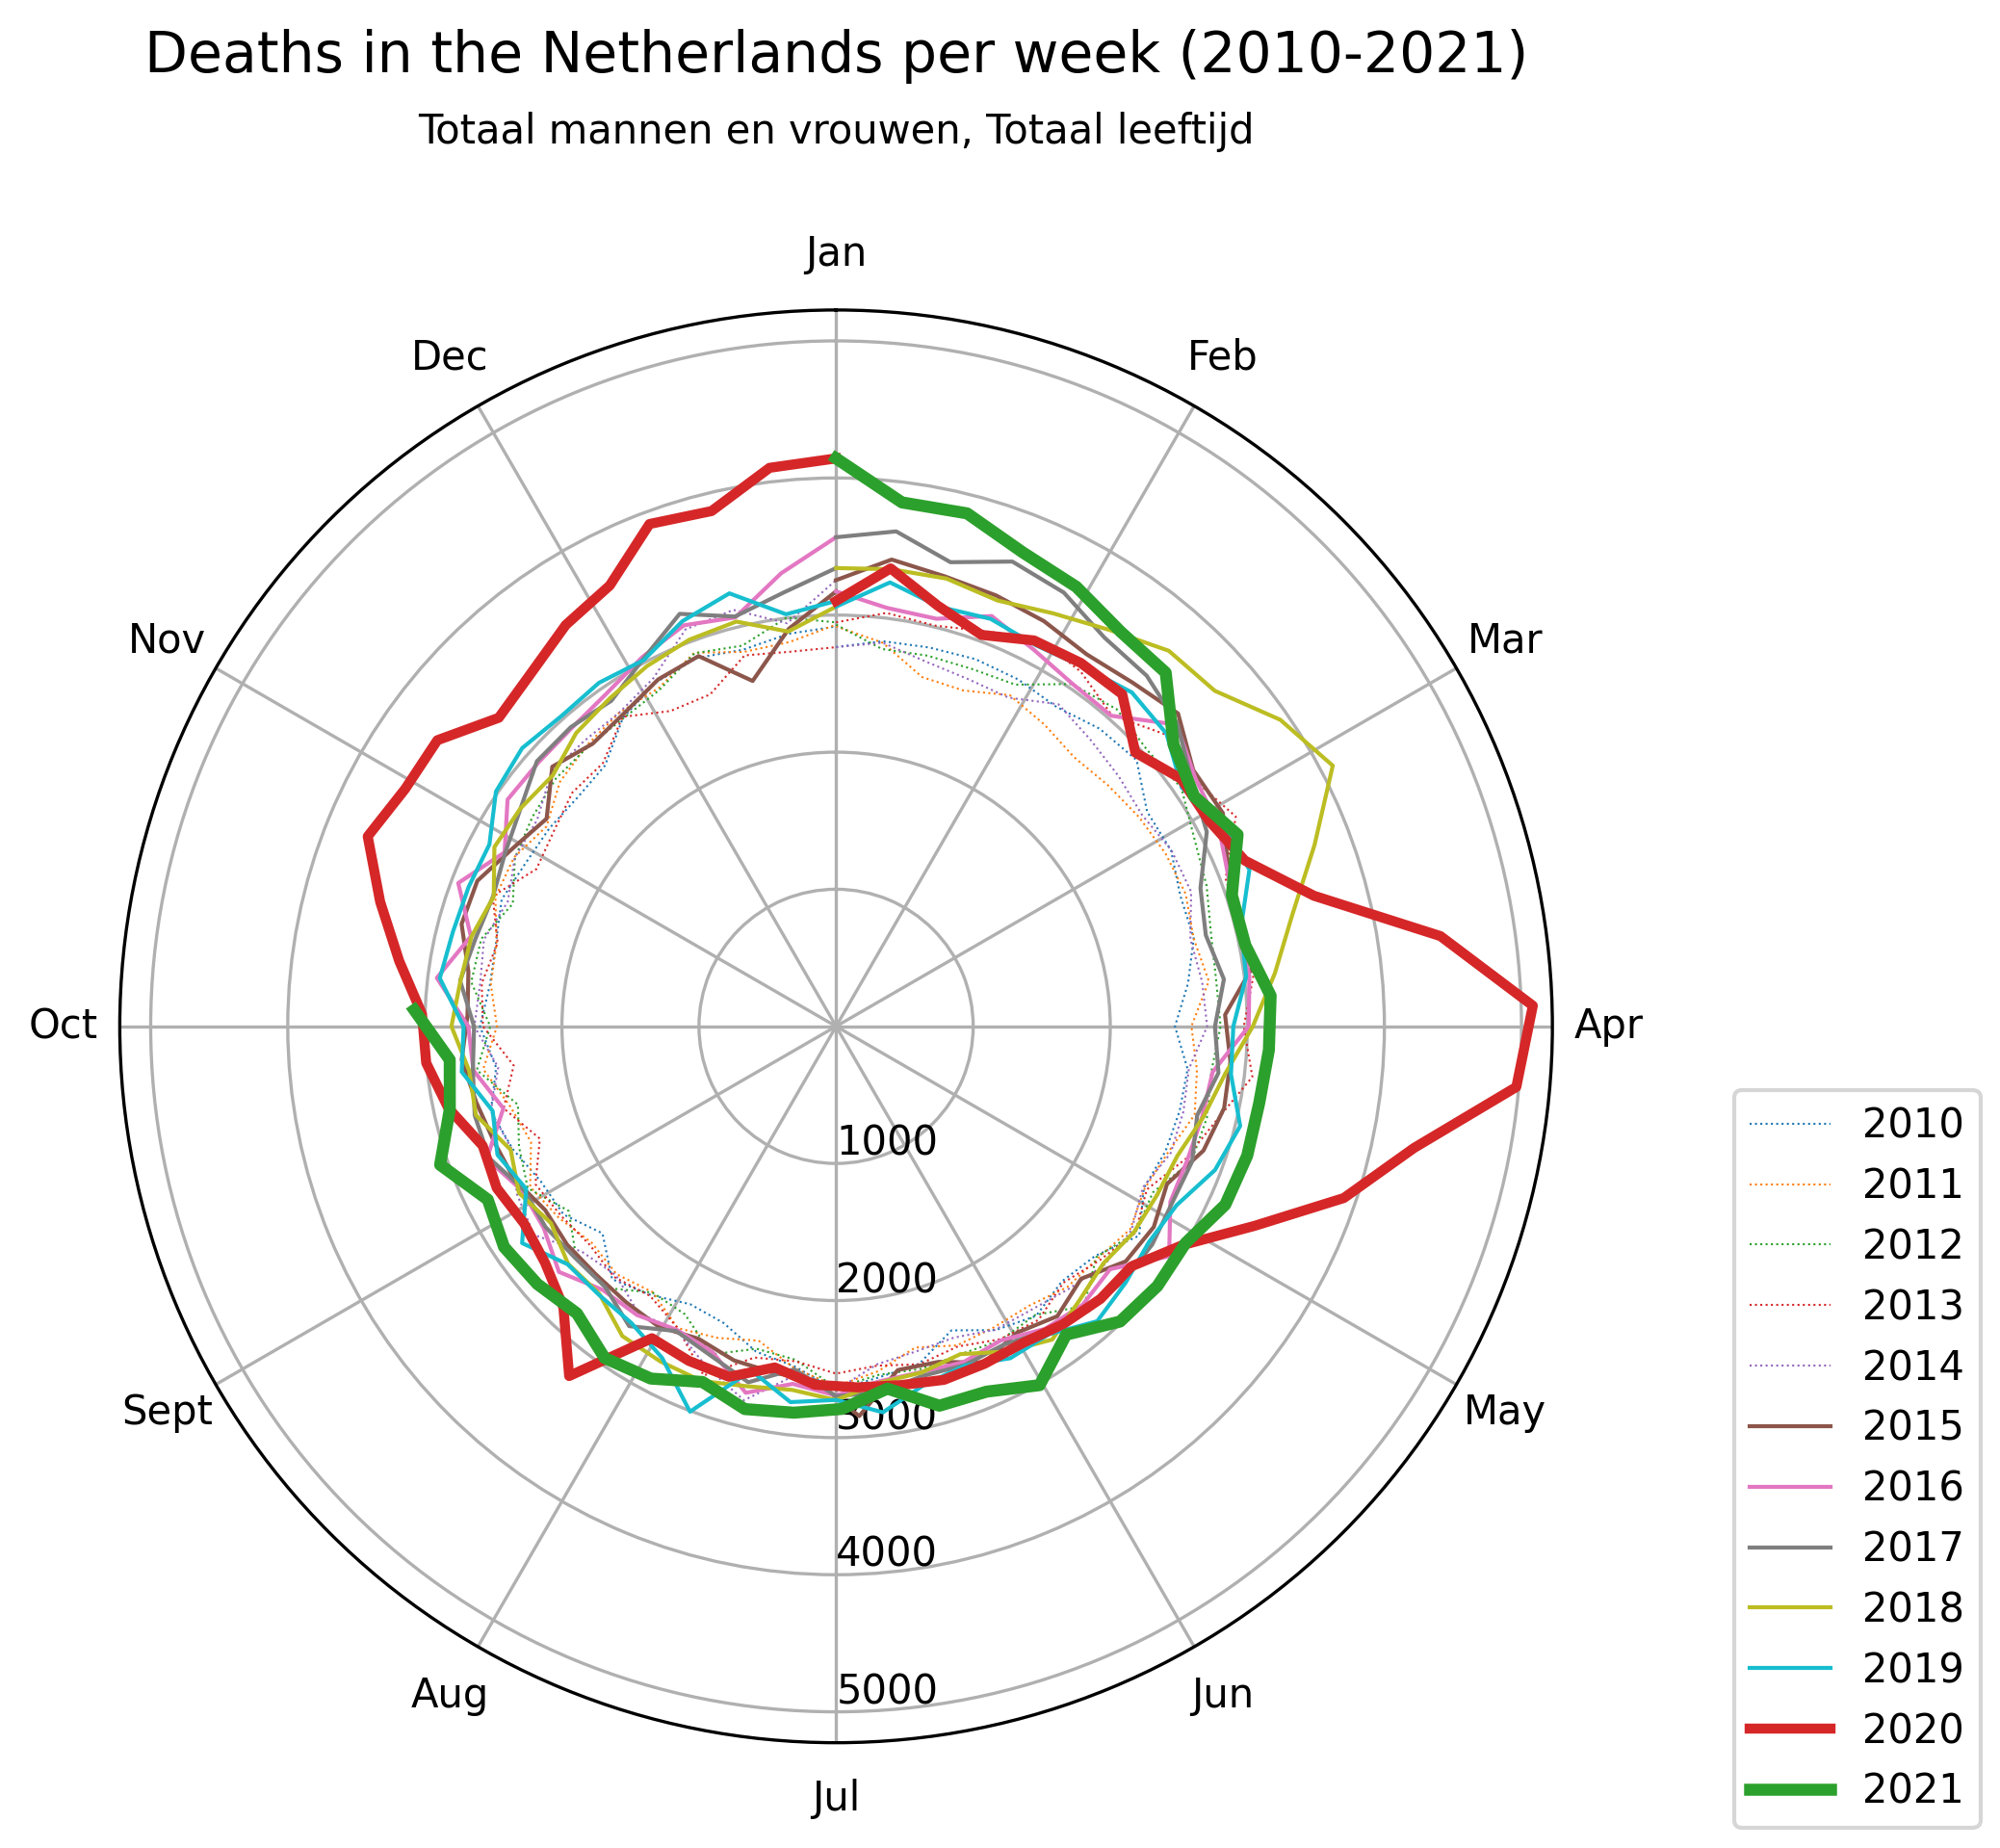 Deaths in the Netherlands per week (2010-2021)
Totaal mannen en vrouwen, Totaal leeftijd
Jan
Dec
Feb
Nov
Mar
Oct
Apr
1000
2000
3000
4000
5000
Sept
May
Aug
Jun
Jul
2010
2011
2012
2013
2014
2015
2016
2017
2018
2019
2020
2021